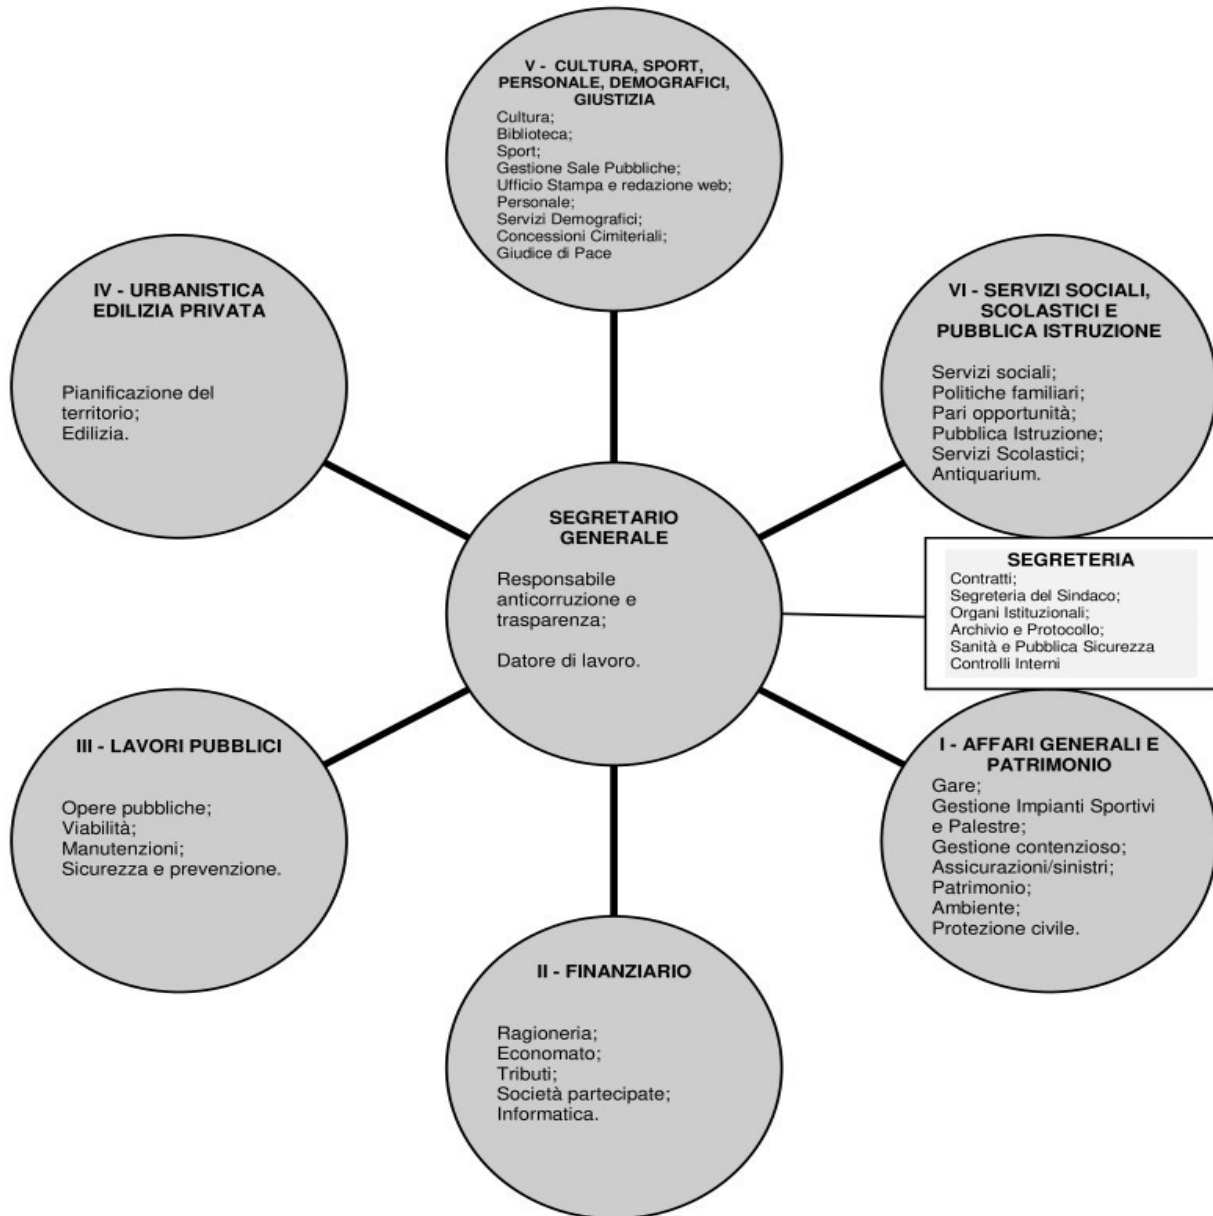 V - CULTURA, SPORT,
PERSONALE, DEMOGRAFICI,
GIUSTIZIA
Cultura;
Biblioteca;
Sport;
Gestione Sale Pubbliche;
Ufficio Stampa e redazione web;
Personale;
Servizi Demografici;
Concessioni Cimiteriali;
Giudice di Pace
IV - URBANISTICA
EDILIZIA PRIVATA
Pianificazione del
territorio;
Edilizia.
VI - SERVIZI SOCIALI,
SCOLASTICI E
PUBBLICA ISTRUZIONE
Servizi sociali;
Politiche familiari;
Pari opportunità;
Pubblica Istruzione;
Servizi Scolastici;
Antiquarium.
SEGRETARIO
GENERALE
Responsabile
anticorruzione e
trasparenza;
Datore di lavoro.
SEGRETERIA
Contratti;
Segreteria del Sindaco;
Organi Istituzionali;
Archivio e Protocollo;
Sanità e Pubblica Sicurezza
Controlli Interni
III - LAVORI PUBBLICI
Opere pubbliche;
Viabilità;
Manutenzioni;
Sicurezza e prevenzione.
I - AFFARI GENERALI E
PATRIMONIO
Gare;
Gestione Impianti Sportivi
e Palestre;
Gestione contenzioso;
Assicurazioni/sinistri;
Patrimonio;
Ambiente;
Protezione civile.
II - FINANZIARIO
Ragioneria;
Economato;
Tributi;
Società partecipate;
Informatica.